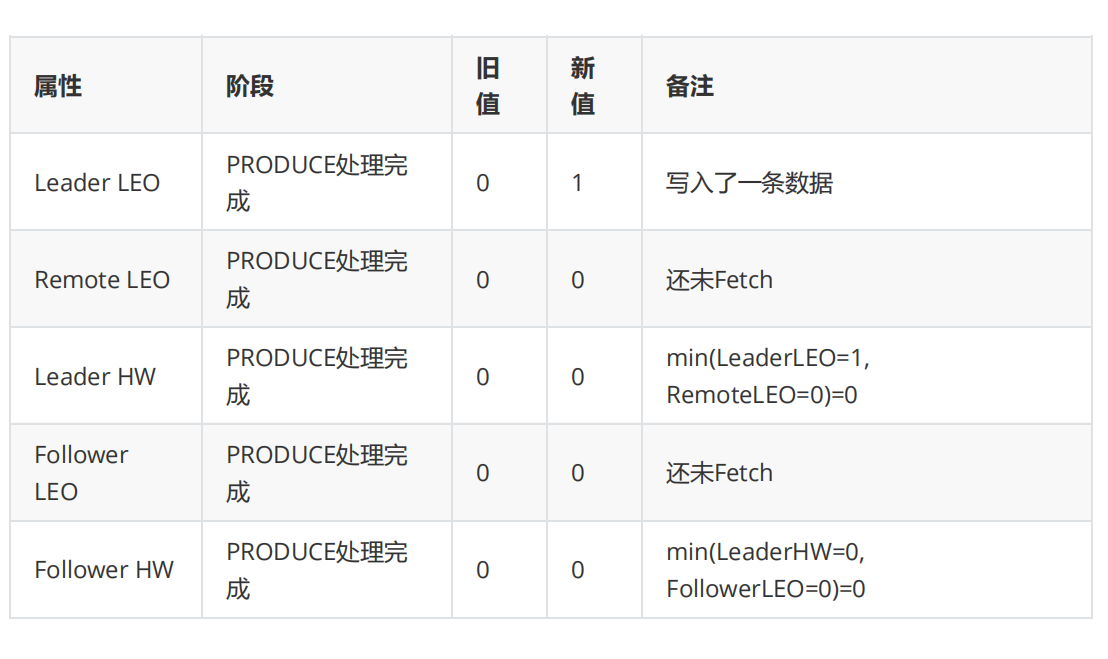 属性 阶段 旧值 新值 备注
Leader LEO PRODUCE处理完成 0 1 写入了一条数据
Remote LEO PRODUCE处理完成 0 0 还未Fetch
Leader HW PRODUCE处理完成 0 0 min(LeaderLEO=1, RemoteLEO=0)=0
Follower LEO PRODUCE处理完成 0 0 还未Fetch
Follower HW PRODUCE处理完成 0 0 min(LeaderHW=0, FollowerLEO=0)=0